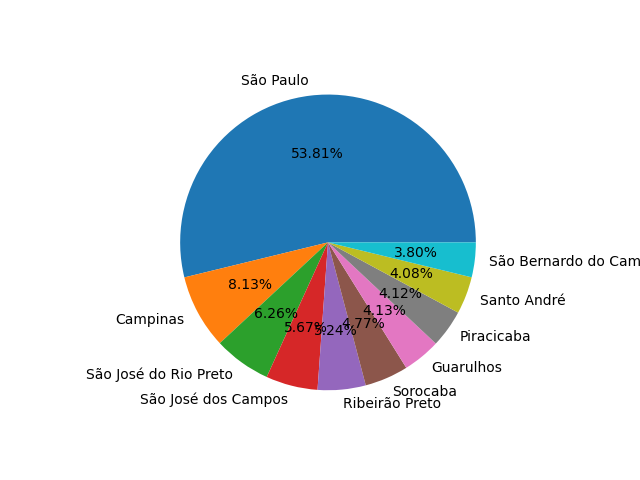 São Paulo
53.81%
Campinas
8.13%
São José do Rio Preto
6.26%
São José dos Campos
5.67%
Ribeirão Preto
5.24%
Sorocaba
4.77%
Guarulhos
4.13%
Piracicaba
4.12%
Santo André
4.08%
São Bernardo do Cam
3.80%